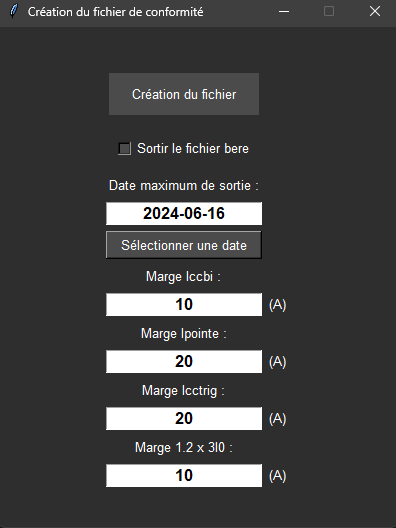 Création du fichier de conformité
Création du fichier
Sortir le fichier bere
Date maximum de sortie :
2024-06-16
Sélectionner une date
Marge Iccbi :
10 (A)
Marge Ipointe :
20 (A)
Marge Icctrig :
20 (A)
Marge 1.2 x 3I0 :
10 (A)